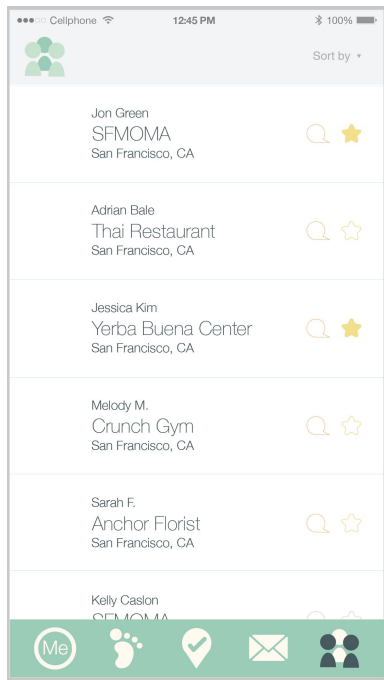 Cellphone 12:45 PM 100%
Sort by
Jon Green
SFMOMA
San Francisco, CA
Adrian Bale
Thai Restaurant
San Francisco, CA
Jessica Kim
Yerba Buena Center
San Francisco, CA
Melody M.
Crunch Gym
San Francisco, CA
Sarah F.
Anchor Florist
San Francisco, CA
Kelly Caslon
SFMOMA
Me